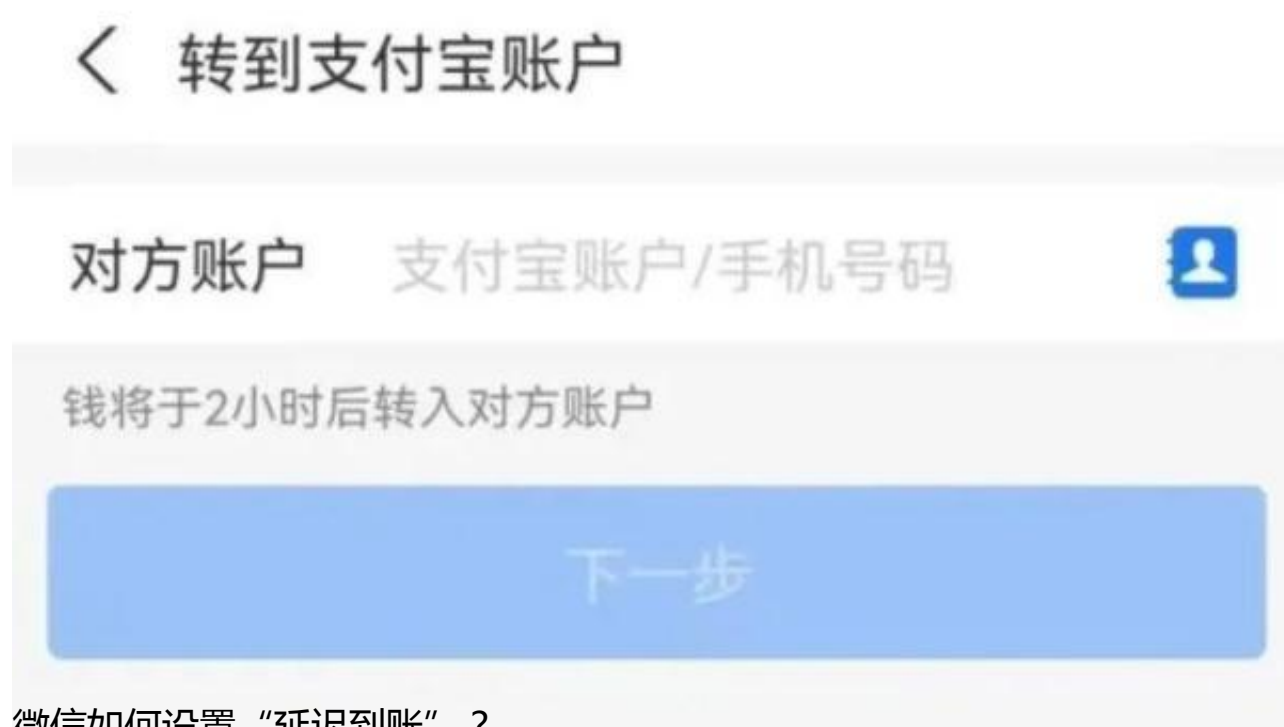 转到支付宝账户
对方账户 支付宝账户/手机号码
钱将于2小时后转入对方账户
下一步
微信如何设置“延迟到账”？